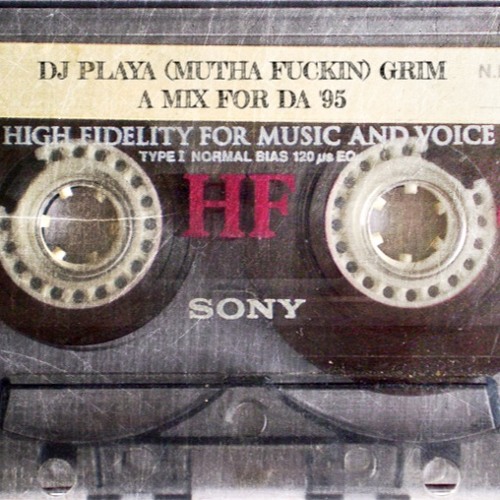 DJ PLAYA (MUTHA FUCKIN) GRIM
A MIX FOR DA '95
HIGH FIDELITY FOR MUSIC AND VOICE
TYPE I NORMAL BIAS 120 µs EQ
HF
SONY